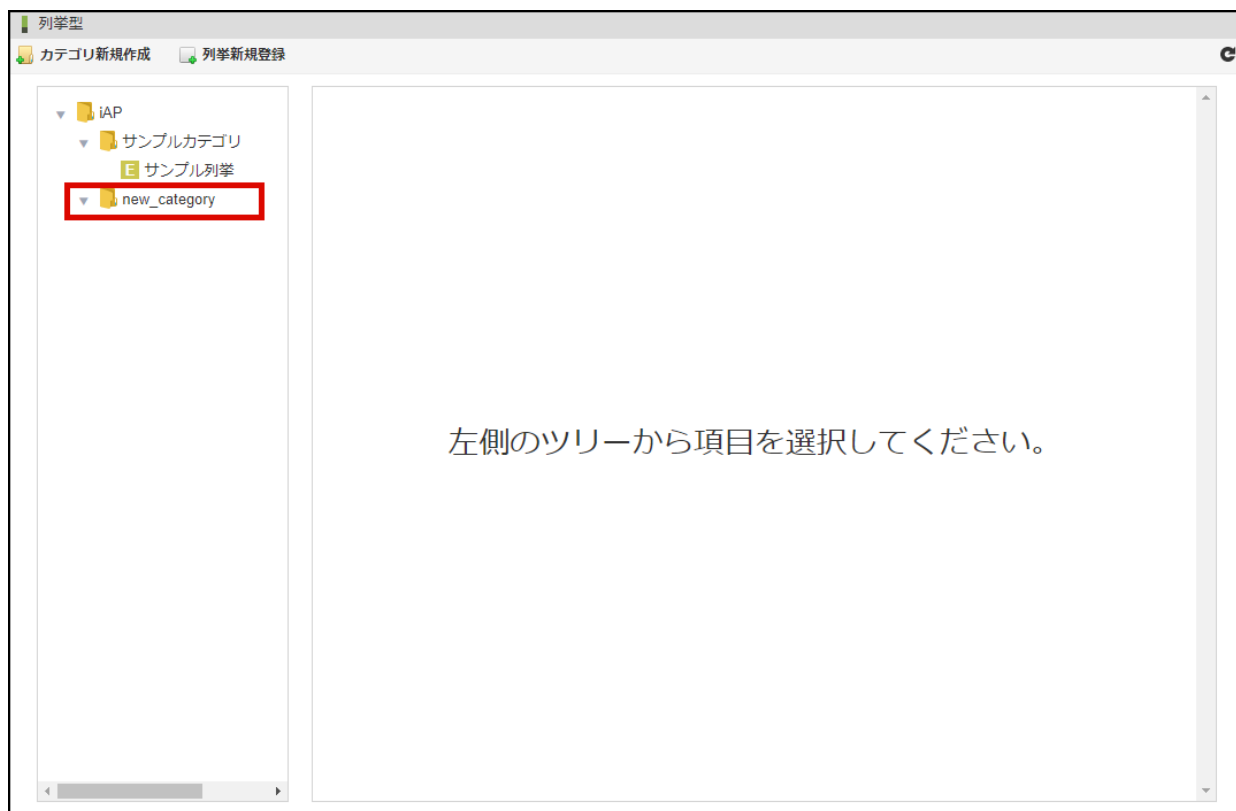 列挙型
カテゴリ新規作成 列挙新規登録
iAP
サンプルカテゴリ
E サンプル列挙
new_category
左側のツリーから項目を選択してください。